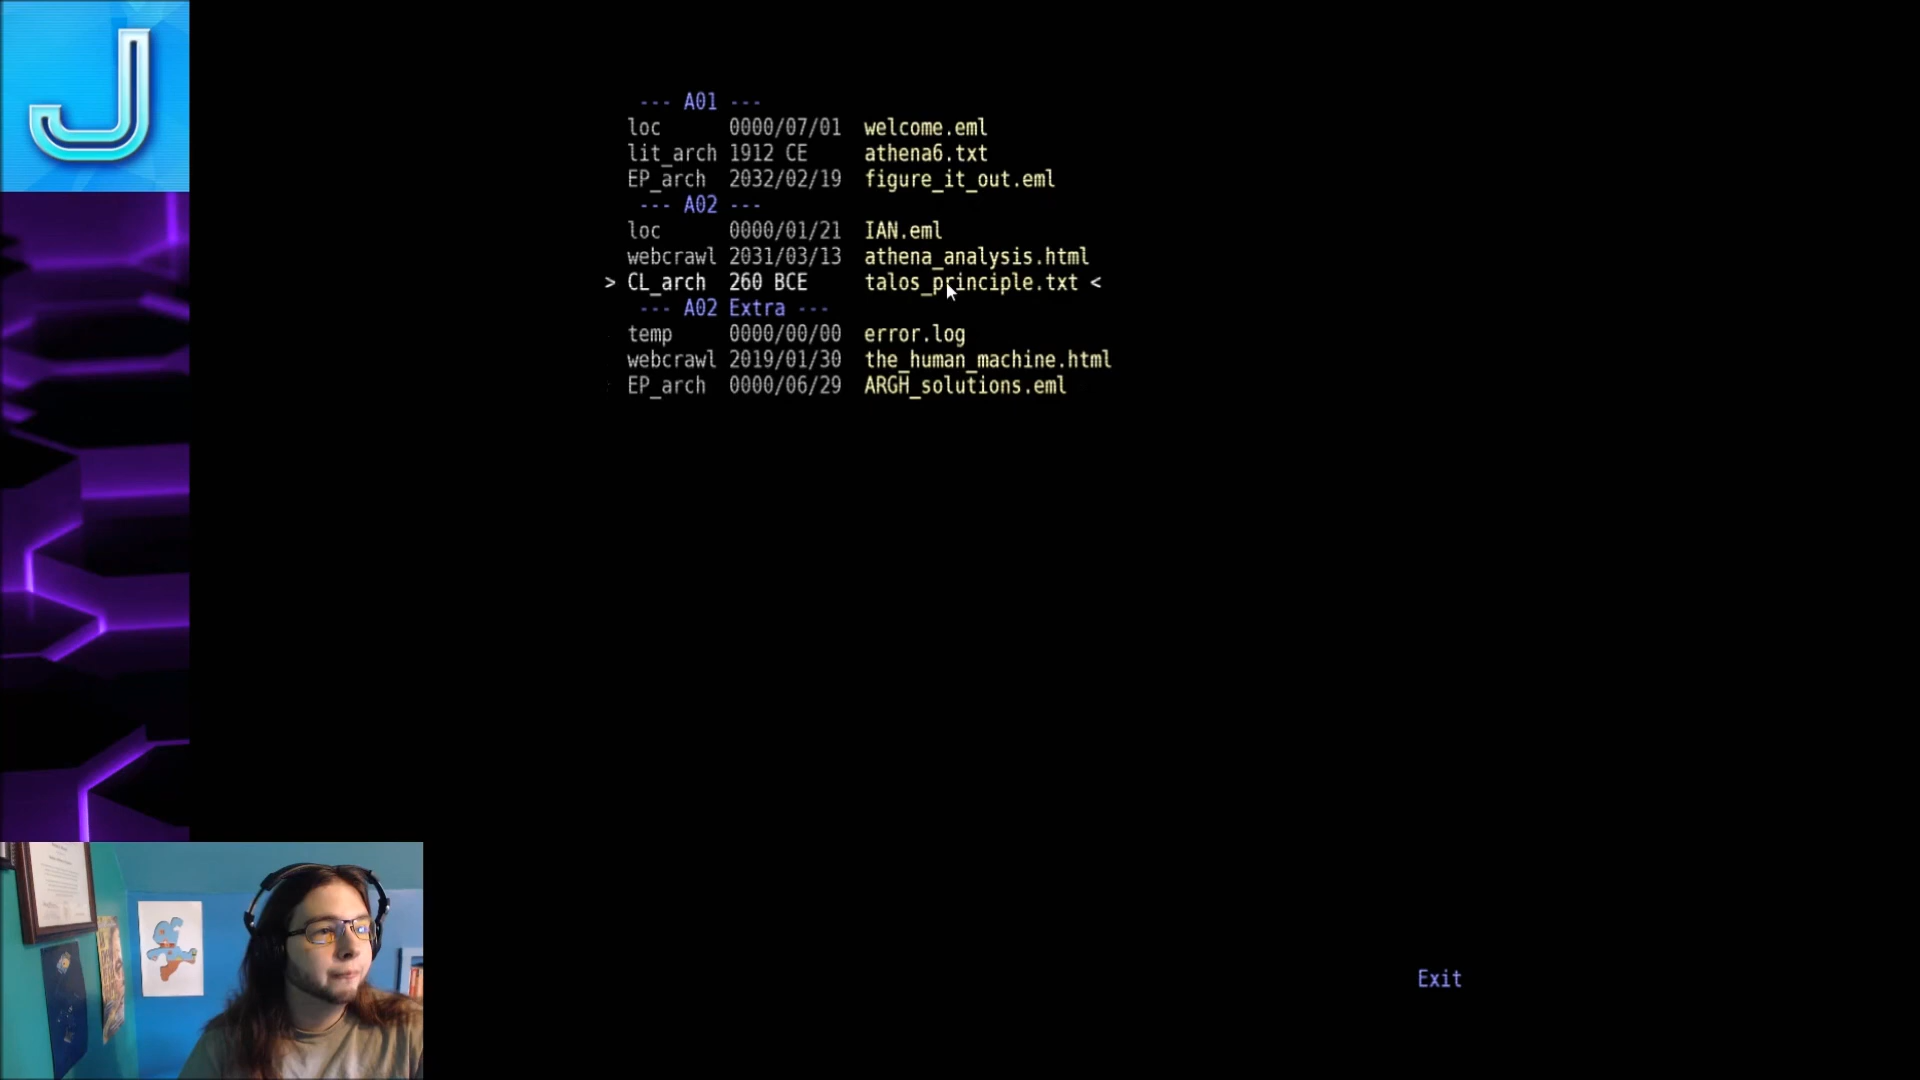 J
--- A01 ---
loc 0000/07/01 welcome.eml
lit_arch 1912 CE athena6.txt
EP_arch 2032/02/19 figure_it_out.eml
--- A02 ---
loc 0000/01/21 IAN.eml
webcrawl 2031/03/13 athena_analysis.html
> CL_arch 260 BCE talos_principle.txt <
--- A02 Extra ---
temp 0000/00/00 error.log
webcrawl 2019/01/30 the_human_machine.html
EP_arch 0000/06/29 ARGH_solutions.eml
Exit